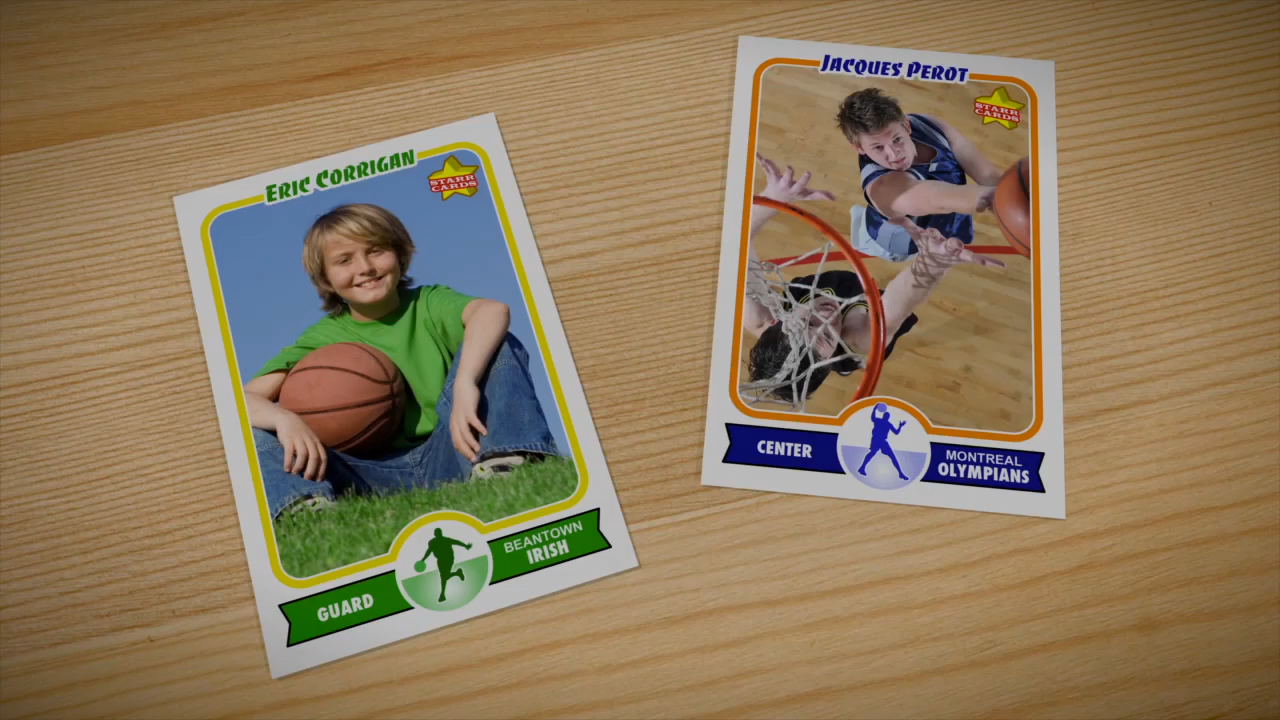 ERIC CORRIGAN
STARR
CARDS
GUARD
BEANTOWN
IRISH
JACQUES PEROT
STARR
CARDS
CENTER
MONTREAL
OLYMPIANS